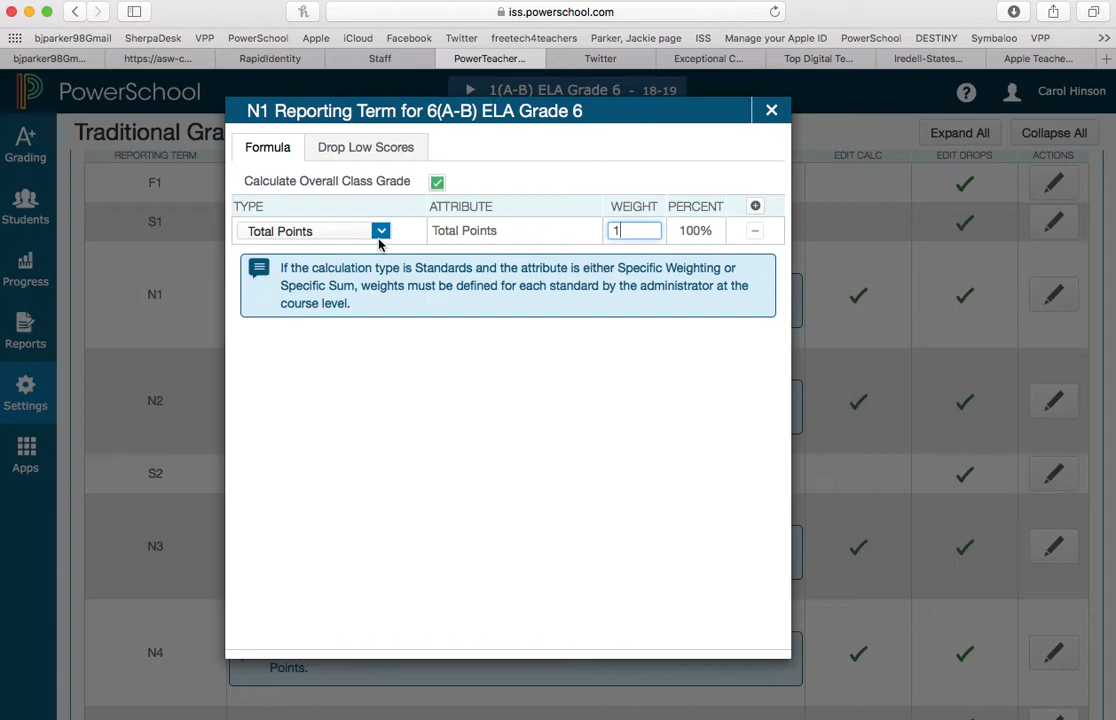 iss.powerschool.com
bjparker98Gmail SherpaDesk VPP PowerSchool Apple iCloud Facebook Twitter freetech4teachers Parker, Jackie page ISS Manage your Apple ID PowerSchool DESTINY Symbaloo VPP
bjparker98Gm... https://asw-c... RapidIdentity Staff PowerTeacher... Twitter Exceptional C... Top Digital Te... Iredell-States... Apple Teache...
PowerSchool 1(A-B) ELA Grade 6 - 18-19 Carol Hinson
N1 Reporting Term for 6(A-B) ELA Grade 6
Traditional Gra Expand All Collapse All
REPORTING TERM EDIT CALC EDIT DROPS ACTIONS
Formula Drop Low Scores
Calculate Overall Class Grade
TYPE ATTRIBUTE WEIGHT PERCENT
Total Points Total Points 1 100%
If the calculation type is Standards and the attribute is either Specific Weighting or
Specific Sum, weights must be defined for each standard by the administrator at the
course level.
A+
Grading
Students
Progress
Reports
Settings
Apps
F1
S1
N1
N2
S2
N3
N4
Points.